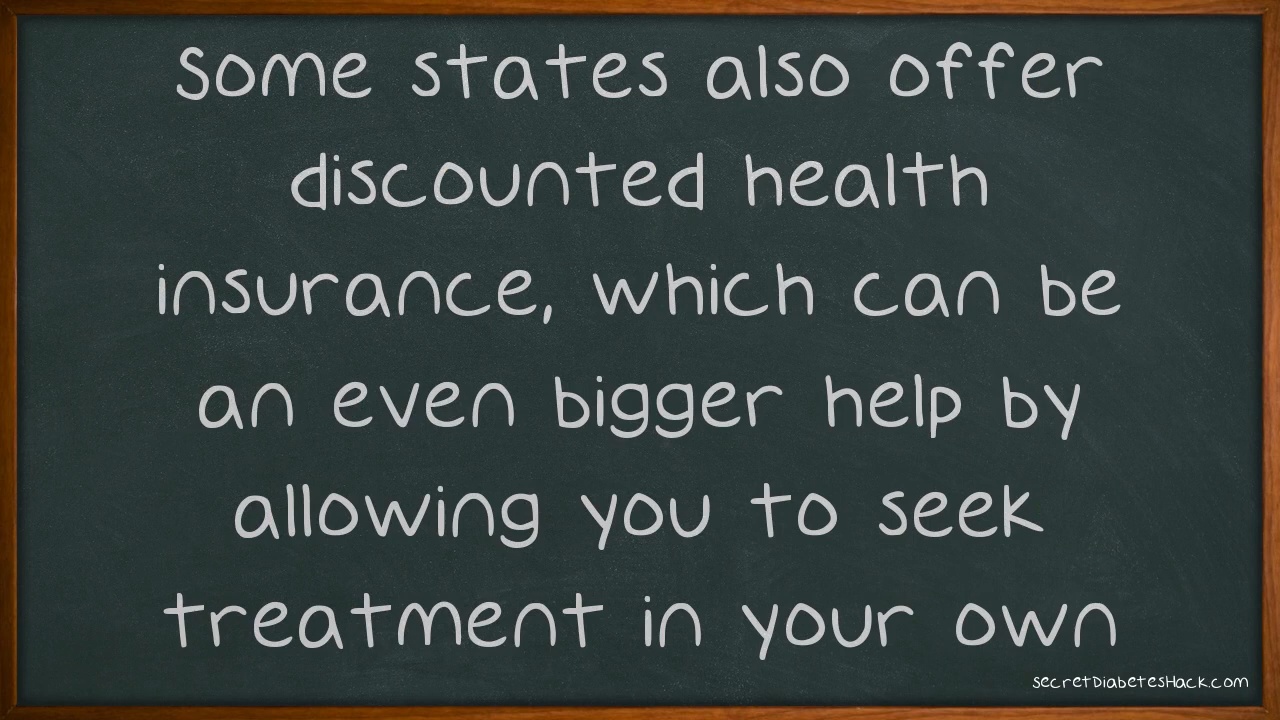 Some states also offer
discounted health
insurance, which can be
an even bigger help by
allowing you to seek
treatment in your own
secretDiabetesHack.com